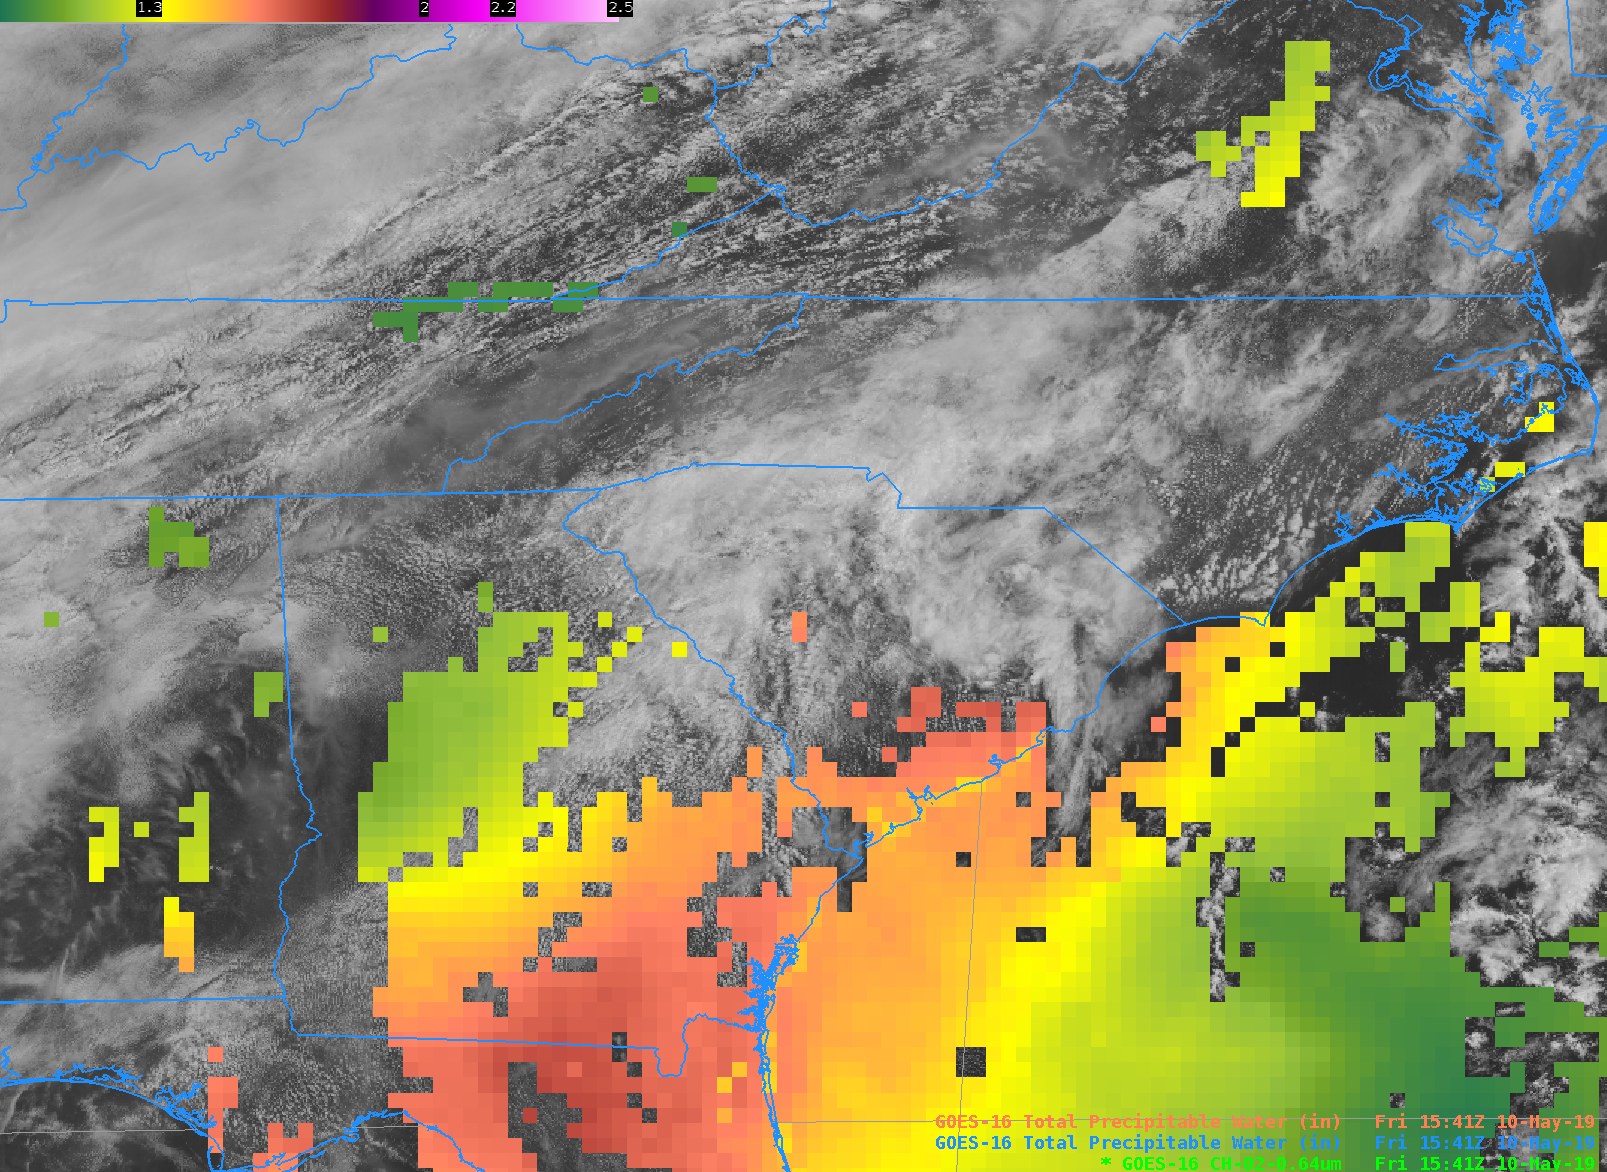 1.3 2 2.2 2.5
GOES-16 Total Precipitable Water (in) Fri 15:41Z 10-May-19
GOES-16 Total Precipitable Water (in) Fri 15:41Z 10-May-19
* GOES-16 CH-02-0.64um Fri 15:41Z 10-May-19